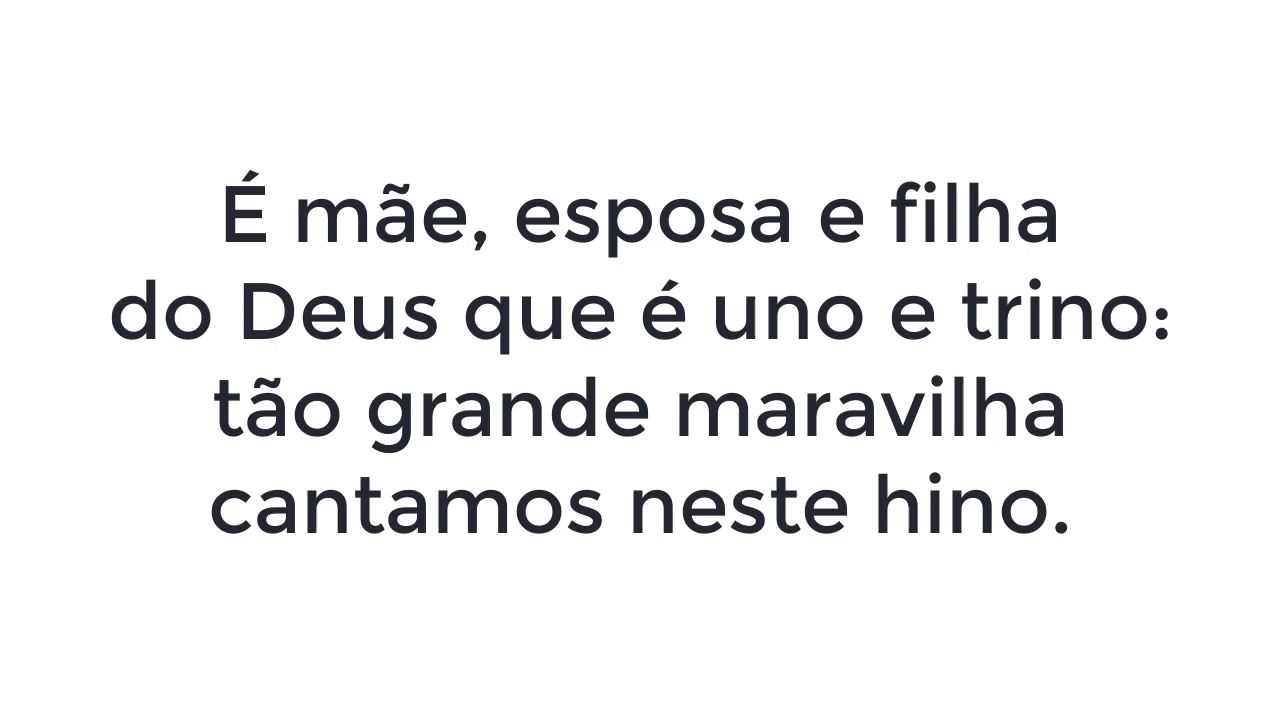 É mãe, esposa e filha
do Deus que é uno e trino:
tão grande maravilha
cantamos neste hino.